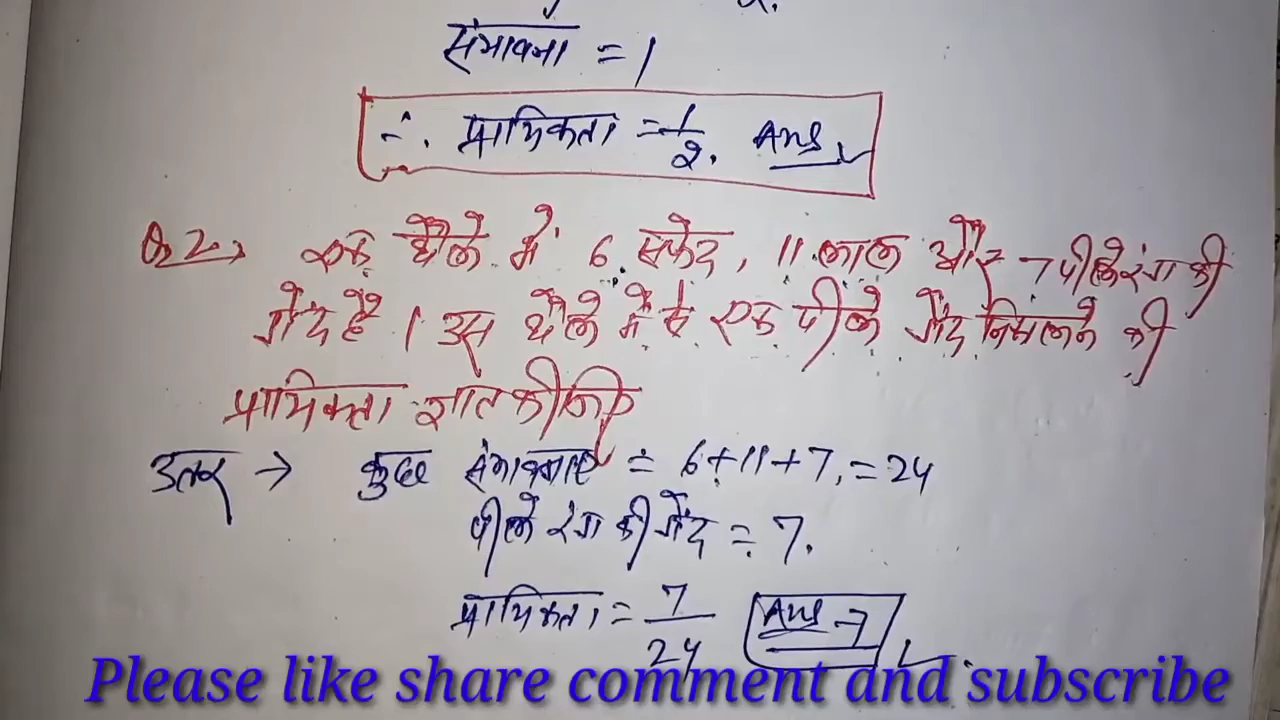 संभावना = 1
∴ प्रायिकता = 1/2. Ans
Q2→ एक थैले में 6 सफेद, 11 लाल और 7 पीले रंग की
गेंद हैं । उस थैले में से एक पीले गेंद निकालने की
प्रायिकता ज्ञात कीजिए
उत्तर → कुल संभावनाएं = 6+11+7 = 24
पीले रंग की गेंद = 7.
प्रायिकता = 7/24 Ans
Please like share comment and subscribe